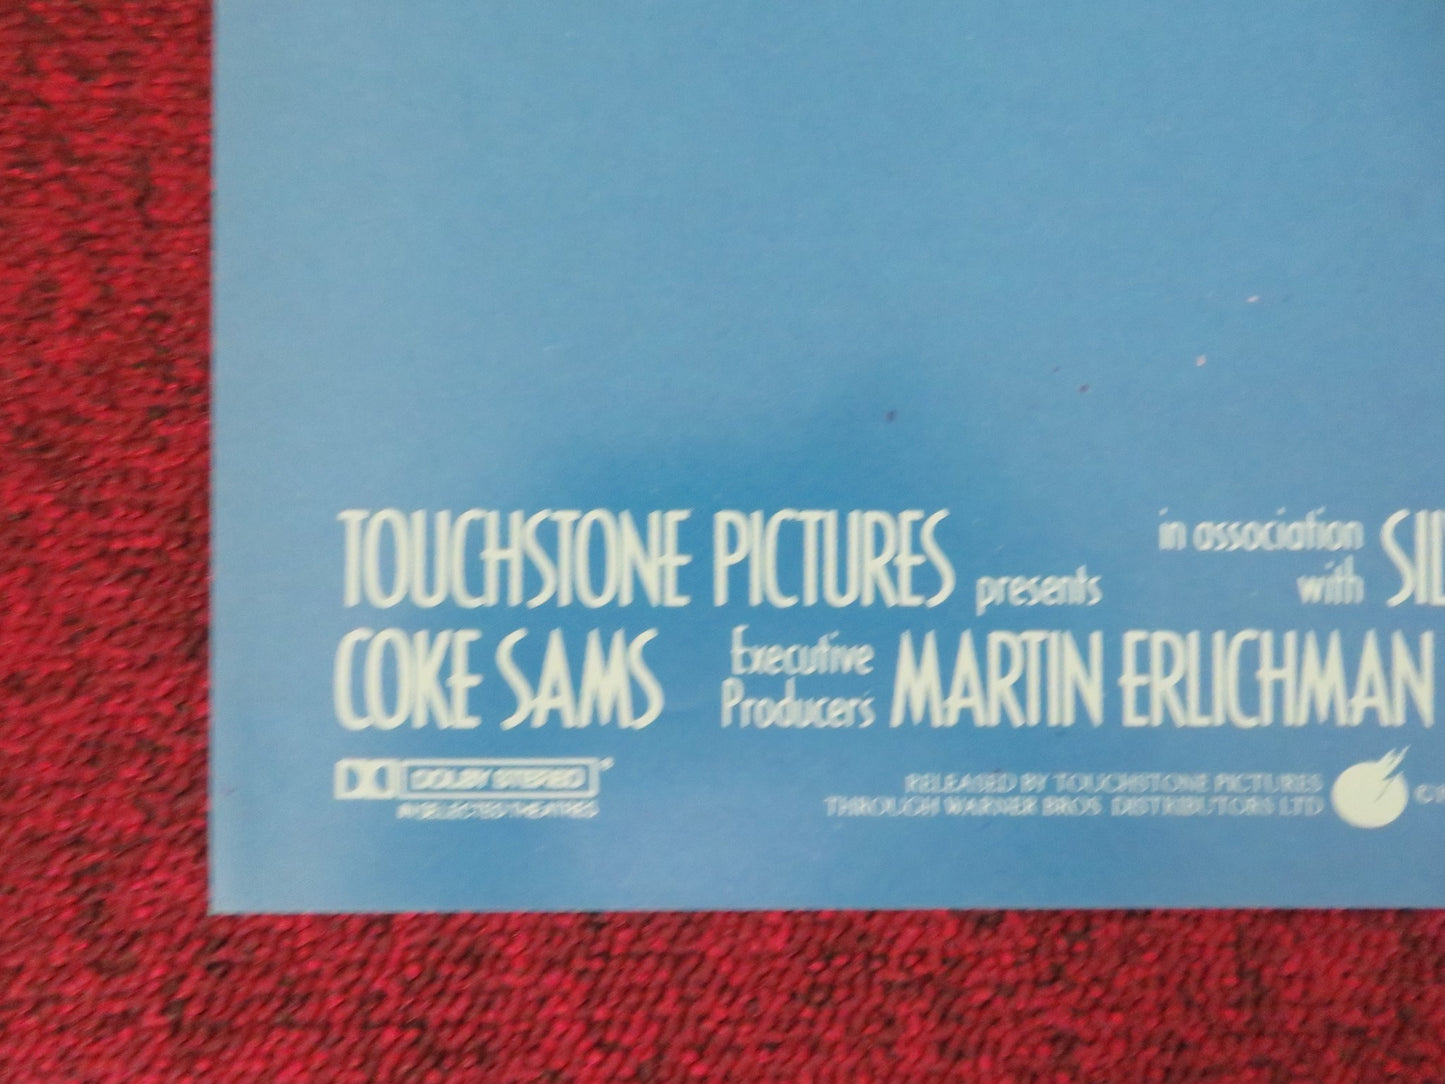 TOUCHSTONE PICTURES presents in association with SIL
COKE SAMS Executive Producers MARTIN ERLICHMAN
DOLBY STEREO
IN SELECTED THEATRES
RELEASED BY TOUCHSTONE PICTURES
THROUGH WARNER BROS DISTRIBUTORS LTD
©